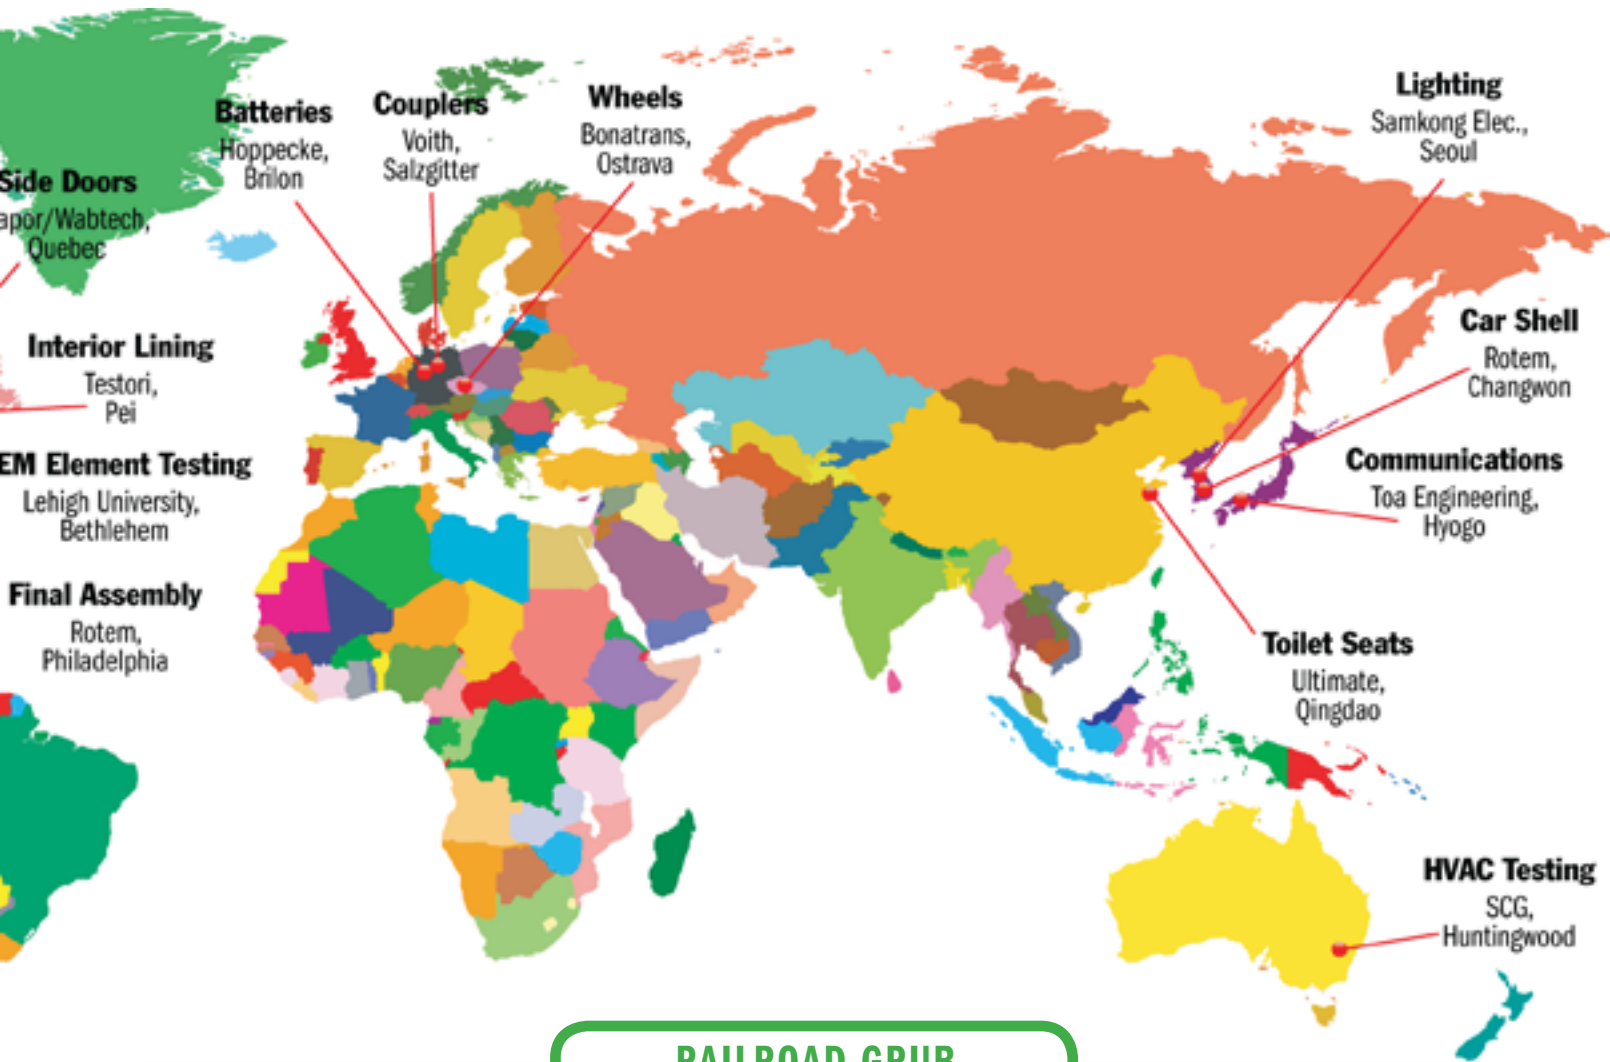 Batteries
Hoppecke,
Brilon
Couplers
Voith,
Salzgitter
Wheels
Bonatrans,
Ostrava
Lighting
Samkong Elec.,
Seoul
Side Doors
apor/Wabtech,
Quebec
Car Shell
Rotem,
Changwon
Interior Lining
Testori,
Pei
Communications
Toa Engineering,
Hyogo
EM Element Testing
Lehigh University,
Bethlehem
Final Assembly
Rotem,
Philadelphia
Toilet Seats
Ultimate,
Qingdao
HVAC Testing
SCG,
Huntingwood
RAILROAD GRUB